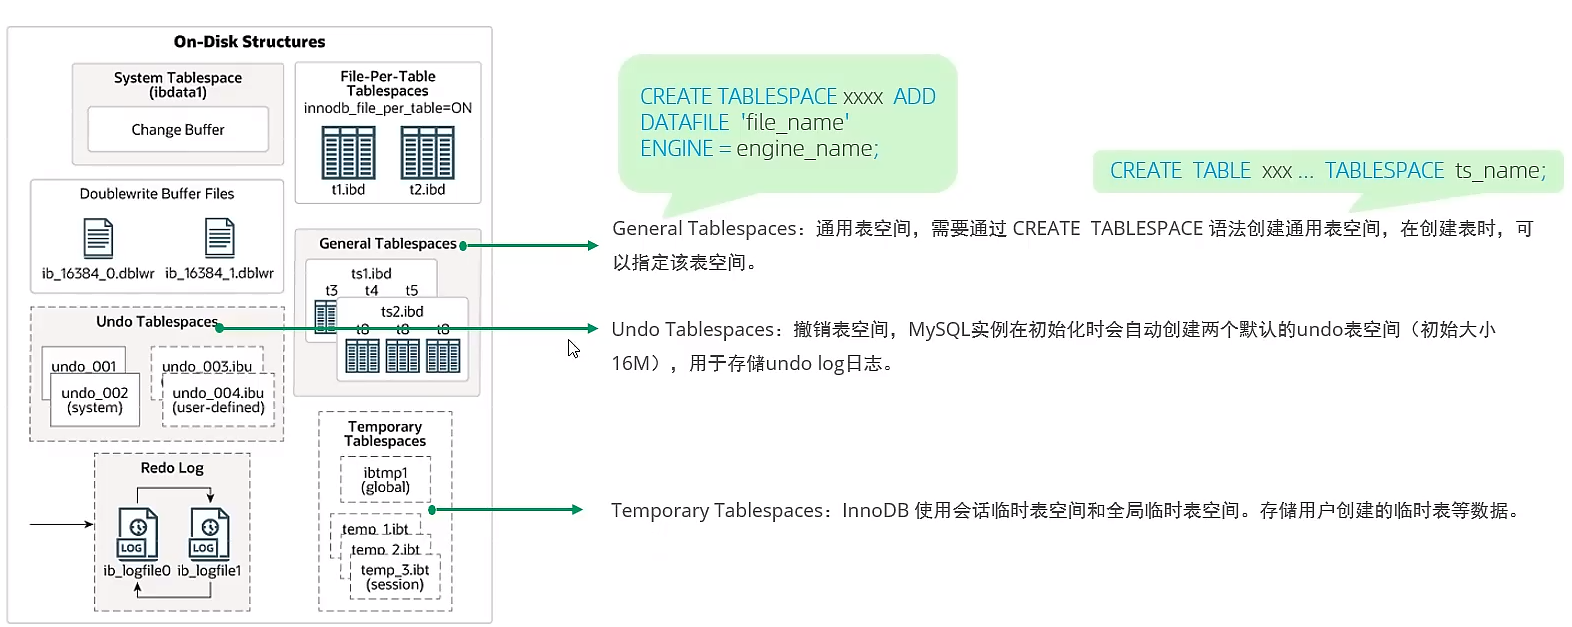 On-Disk Structures
System Tablespace
(ibdata1)
Change Buffer
File-Per-Table
Tablespaces
innodb_file_per_table=ON
t1.ibd
t2.ibd
Doublewrite Buffer Files
ib_16384_0.dblwr
ib_16384_1.dblwr
General Tablespaces
ts1.ibd
t3 t4 t5
ts2.ibd
t8 t8 t8
Undo Tablespaces
undo_001
undo_002
(system)
undo_003.ibu
undo_004.ibu
(user-defined)
Temporary
Tablespaces
ibtmp1
(global)
temp_1.ibt
temp_2.ibt
temp_3.ibt
(session)
Redo Log
LOG
LOG
ib_logfile0 ib_logfile1
CREATE TABLESPACE xxxx ADD
DATAFILE 'file_name'
ENGINE = engine_name;
CREATE TABLE xxx ... TABLESPACE ts_name;
General Tablespaces：通用表空间，需要通过 CREATE TABLESPACE 语法创建通用表空间，在创建表时，可
以指定该表空间。
Undo Tablespaces：撤销表空间，MySQL实例在初始化时会自动创建两个默认的undo表空间（初始大小
16M），用于存储undo log日志。
Temporary Tablespaces：InnoDB 使用会话临时表空间和全局临时表空间。存储用户创建的临时表等数据。